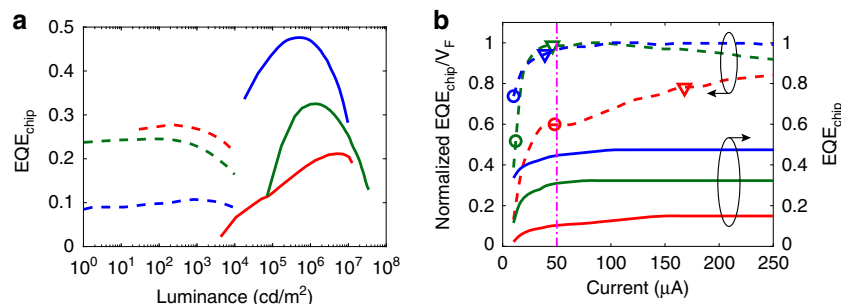 a
EQE_chip
0.5
0.4
0.3
0.2
0.1
0
10^0 10^1 10^2 10^3 10^4 10^5 10^6 10^7 10^8
Luminance (cd/m^2)
b
Normalized EQE_chip/V_F
1
0.8
0.6
0.4
0.2
0
50 100 150 200 250
Current (μA)
1
0.8
0.6
0.4
0.2
0
EQE_chip